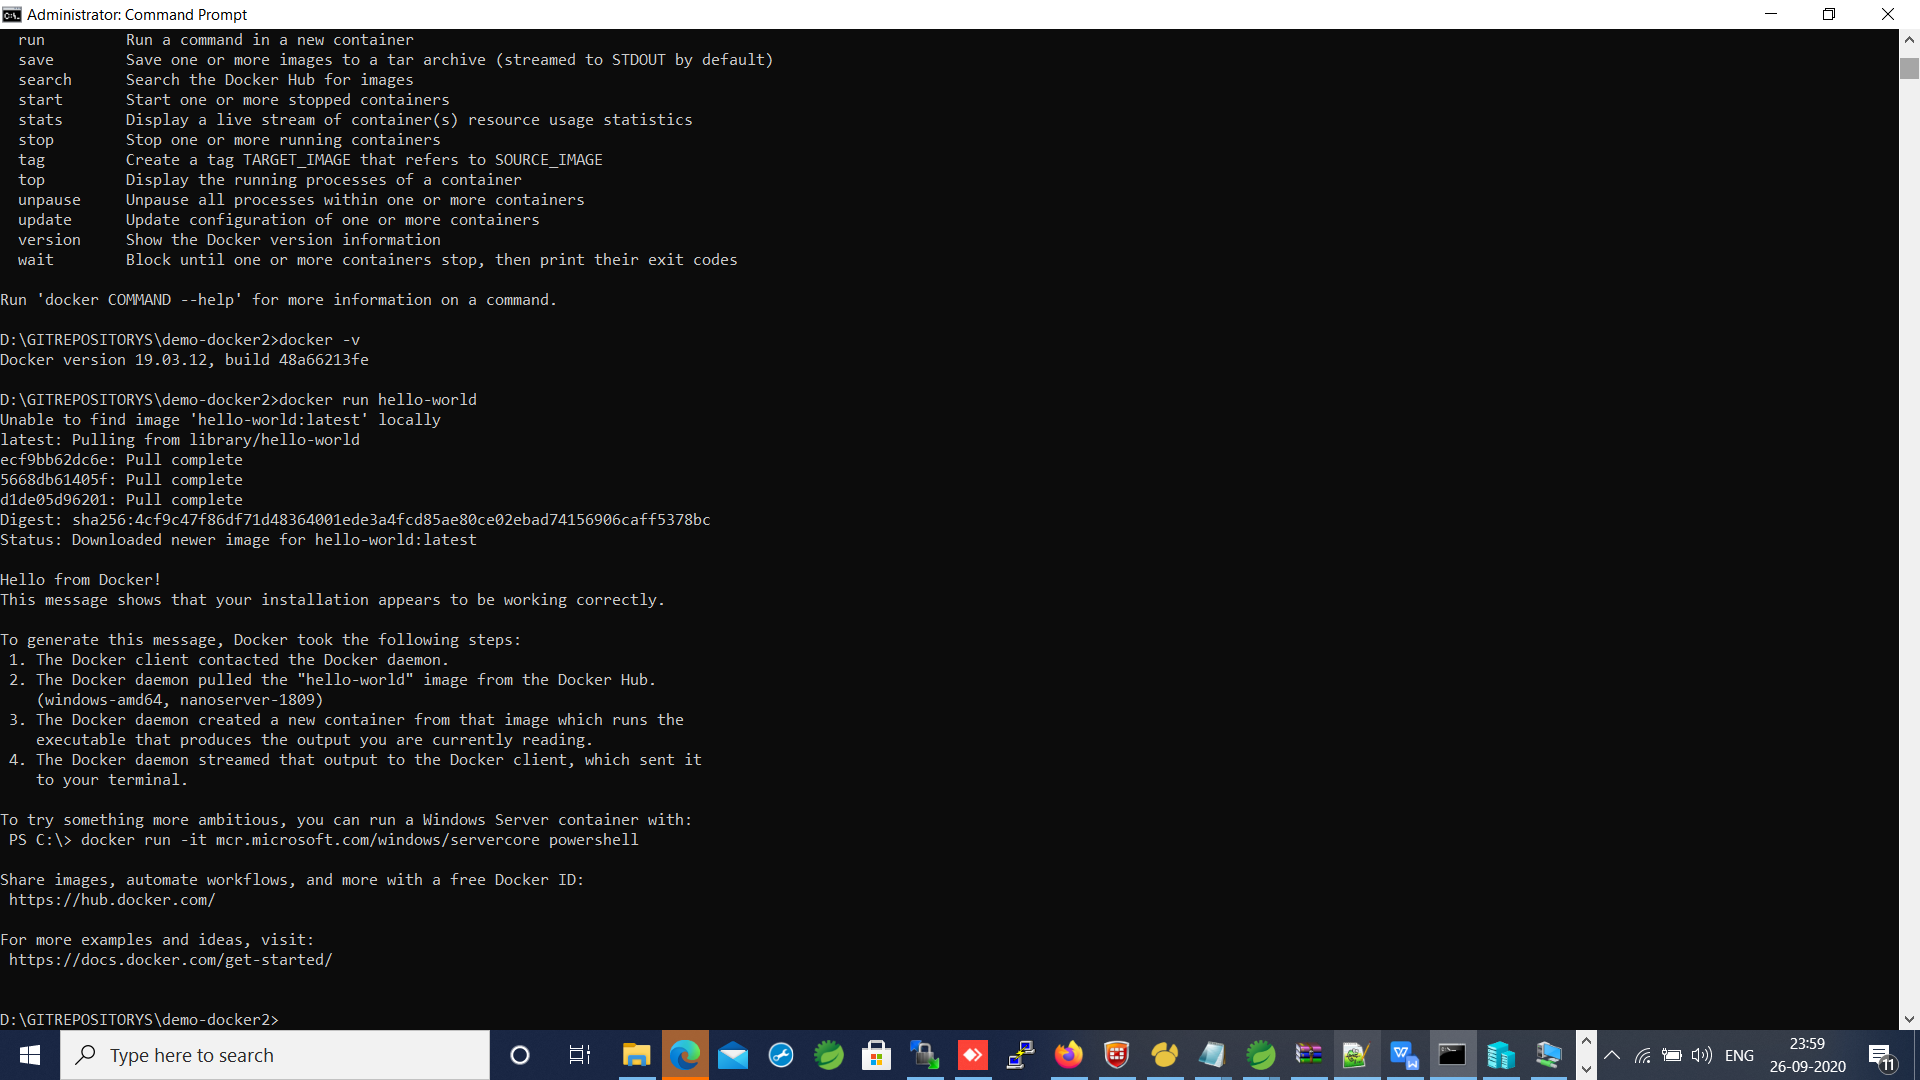 Administrator: Command Prompt
run Run a command in a new container
save Save one or more images to a tar archive (streamed to STDOUT by default)
search Search the Docker Hub for images
start Start one or more stopped containers
stats Display a live stream of container(s) resource usage statistics
stop Stop one or more running containers
tag Create a tag TARGET_IMAGE that refers to SOURCE_IMAGE
top Display the running processes of a container
unpause Unpause all processes within one or more containers
update Update configuration of one or more containers
version Show the Docker version information
wait Block until one or more containers stop, then print their exit codes
Run 'docker COMMAND --help' for more information on a command.
D:\GITREPOSITORYS\demo-docker2>docker -v
Docker version 19.03.12, build 48a66213fe
D:\GITREPOSITORYS\demo-docker2>docker run hello-world
Unable to find image 'hello-world:latest' locally
latest: Pulling from library/hello-world
ecf9bb62dc6e: Pull complete
5668db61405f: Pull complete
d1de05d96201: Pull complete
Digest: sha256:4cf9c47f86df71d48364001ede3a4fcd85ae80ce02ebad74156906caff5378bc
Status: Downloaded newer image for hello-world:latest
Hello from Docker!
This message shows that your installation appears to be working correctly.
To generate this message, Docker took the following steps:
1. The Docker client contacted the Docker daemon.
2. The Docker daemon pulled the "hello-world" image from the Docker Hub.
(windows-amd64, nanoserver-1809)
3. The Docker daemon created a new container from that image which runs the
executable that produces the output you are currently reading.
4. The Docker daemon streamed that output to the Docker client, which sent it
to your terminal.
To try something more ambitious, you can run a Windows Server container with:
PS C:\> docker run -it mcr.microsoft.com/windows/servercore powershell
Share images, automate workflows, and more with a free Docker ID:
https://hub.docker.com/
For more examples and ideas, visit:
https://docs.docker.com/get-started/
D:\GITREPOSITORYS\demo-docker2>
Type here to search
ENG
23:59
26-09-2020
11